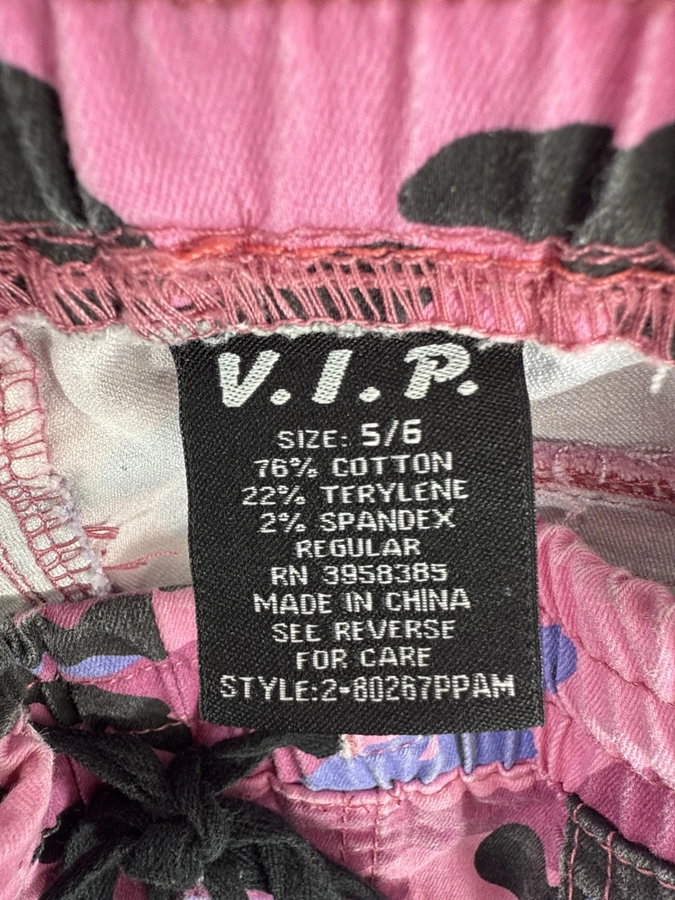 V.I.P.
SIZE: 5/6
76% COTTON
22% TERYLENE
2% SPANDEX
REGULAR
RN 3958385
MADE IN CHINA
SEE REVERSE
FOR CARE
STYLE:2-80267PPAM